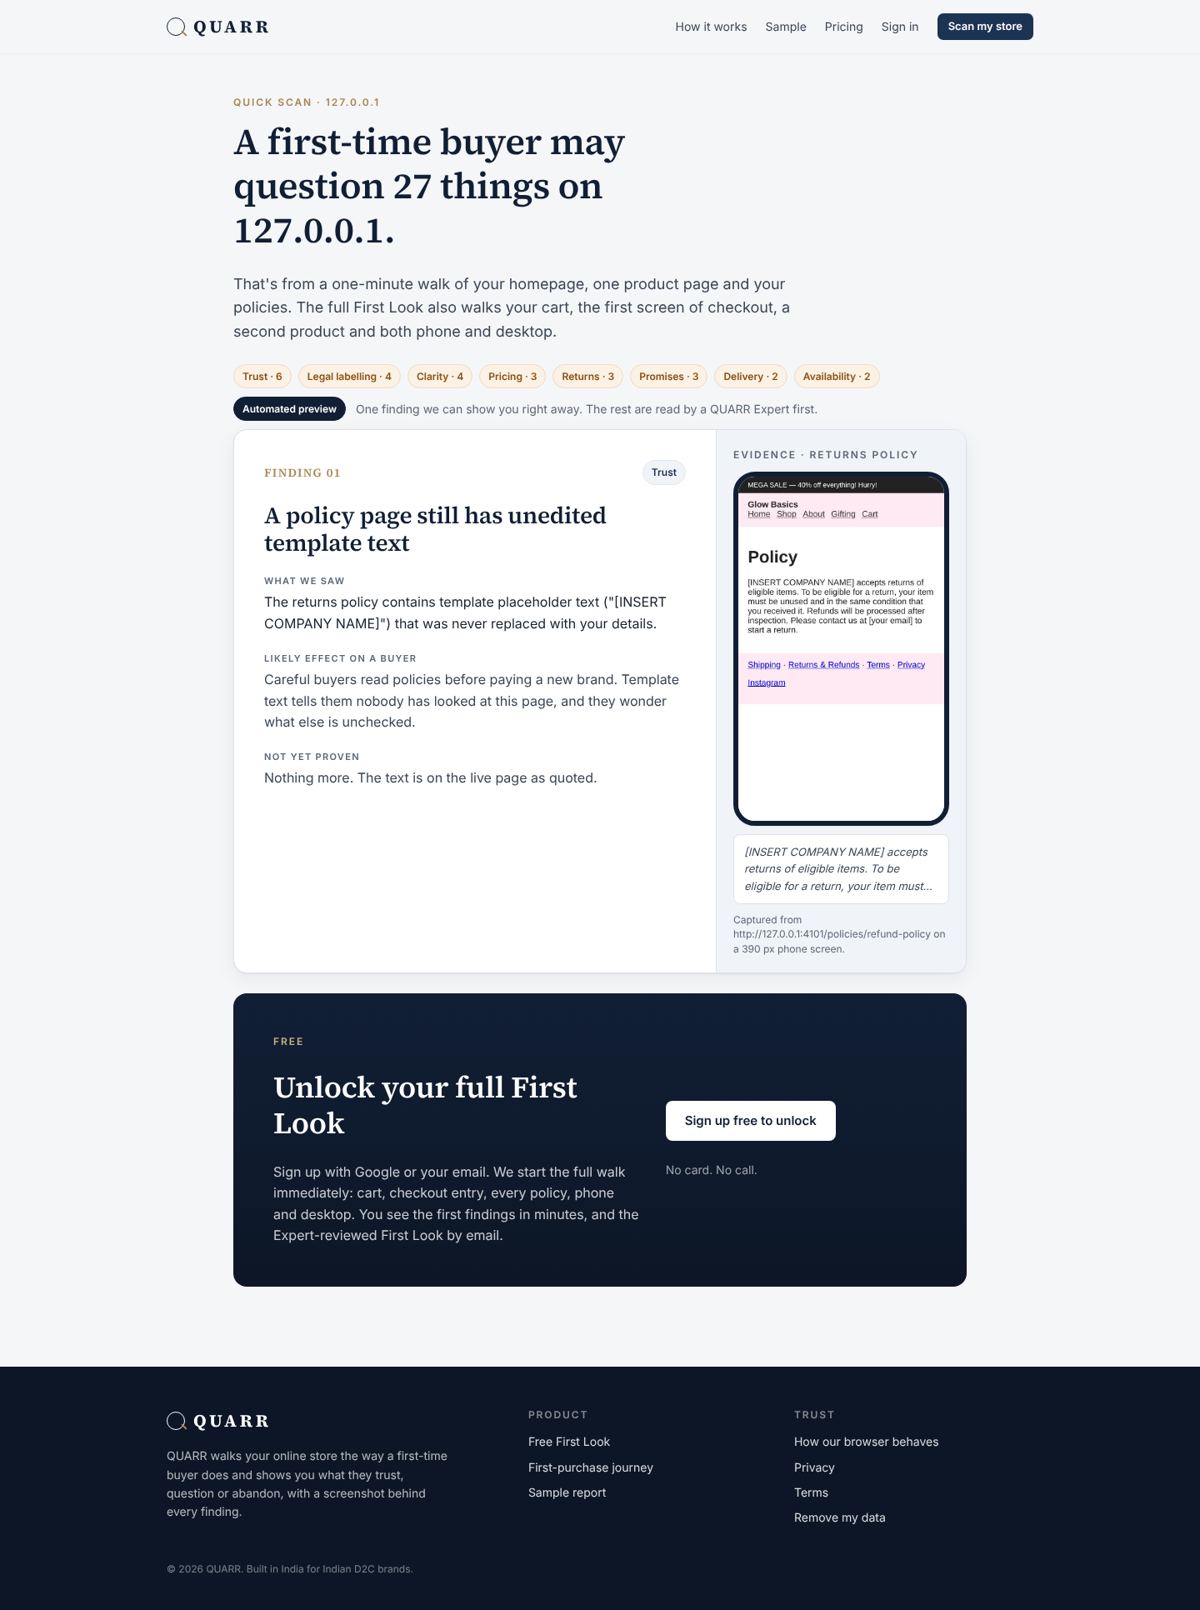 QUARR
How it works
Sample
Pricing
Sign in
Scan my store
QUICK SCAN · 127.0.0.1
A first-time buyer may
question 27 things on
127.0.0.1.
That's from a one-minute walk of your homepage, one product page and your
policies. The full First Look also walks your cart, the first screen of checkout, a
second product and both phone and desktop.
Trust · 6
Legal labelling · 4
Clarity · 4
Pricing · 3
Returns · 3
Promises · 3
Delivery · 2
Availability · 2
Automated preview
One finding we can show you right away. The rest are read by a QUARR Expert first.
FINDING 01
Trust
A policy page still has unedited
template text
WHAT WE SAW
The returns policy contains template placeholder text ("[INSERT
COMPANY NAME]") that was never replaced with your details.
LIKELY EFFECT ON A BUYER
Careful buyers read policies before paying a new brand. Template
text tells them nobody has looked at this page, and they wonder
what else is unchecked.
NOT YET PROVEN
Nothing more. The text is on the live page as quoted.
EVIDENCE · RETURNS POLICY
MEGA SALE — 40% off everything! Hurry!
Glow Basics
Home Shop About Gifting Cart
Policy
[INSERT COMPANY NAME] accepts returns of
eligible items. To be eligible for a return, your item
must be unused and in the same condition that
you received it. Refunds will be processed after
inspection. Please contact us at [your email] to
start a return.
Shipping · Returns & Refunds · Terms · Privacy
Instagram
[INSERT COMPANY NAME] accepts
returns of eligible items. To be
eligible for a return, your item must…
Captured from
http://127.0.0.1:4101/policies/refund-policy on
a 390 px phone screen.
FREE
Unlock your full First
Look
Sign up with Google or your email. We start the full walk
immediately: cart, checkout entry, every policy, phone
and desktop. You see the first findings in minutes, and the
Expert-reviewed First Look by email.
Sign up free to unlock
No card. No call.
QUARR
QUARR walks your online store the way a first-time
buyer does and shows you what they trust,
question or abandon, with a screenshot behind
every finding.
PRODUCT
Free First Look
First-purchase journey
Sample report
TRUST
How our browser behaves
Privacy
Terms
Remove my data
© 2026 QUARR. Built in India for Indian D2C brands.